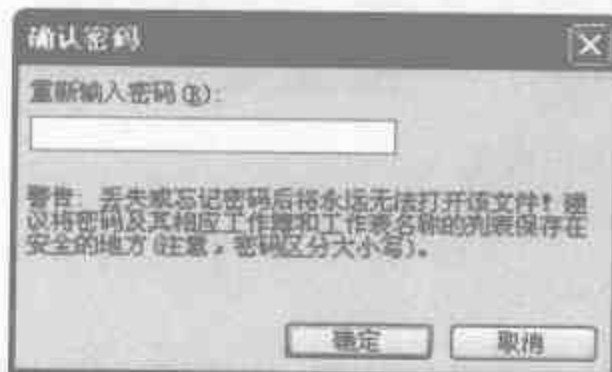 确认密码
重新输入密码(R):
警告: 丢失或忘记密码后将永远无法打开该文件! 建
议将密码及其相应工作簿和工作表名称的列表保存在
安全的地方(注意，密码区分大小写)。
确定
取消